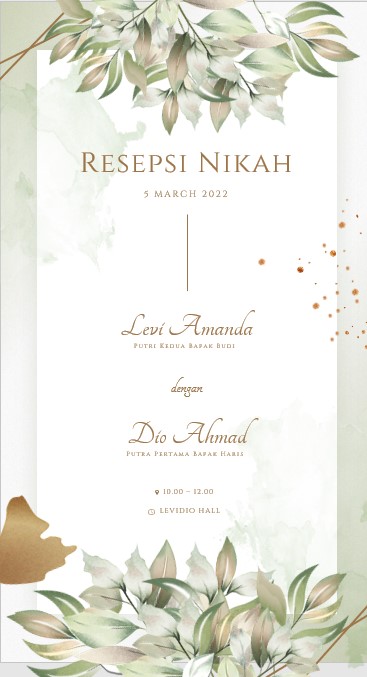 Resepsi Nikah
5 MARCH 2022
Levi Amanda
Putri Kedua Bapak Budi
dengan
Dio Ahmad
Putra Pertama Bapak Haris
10.00 - 12.00
LEVIDIO HALL